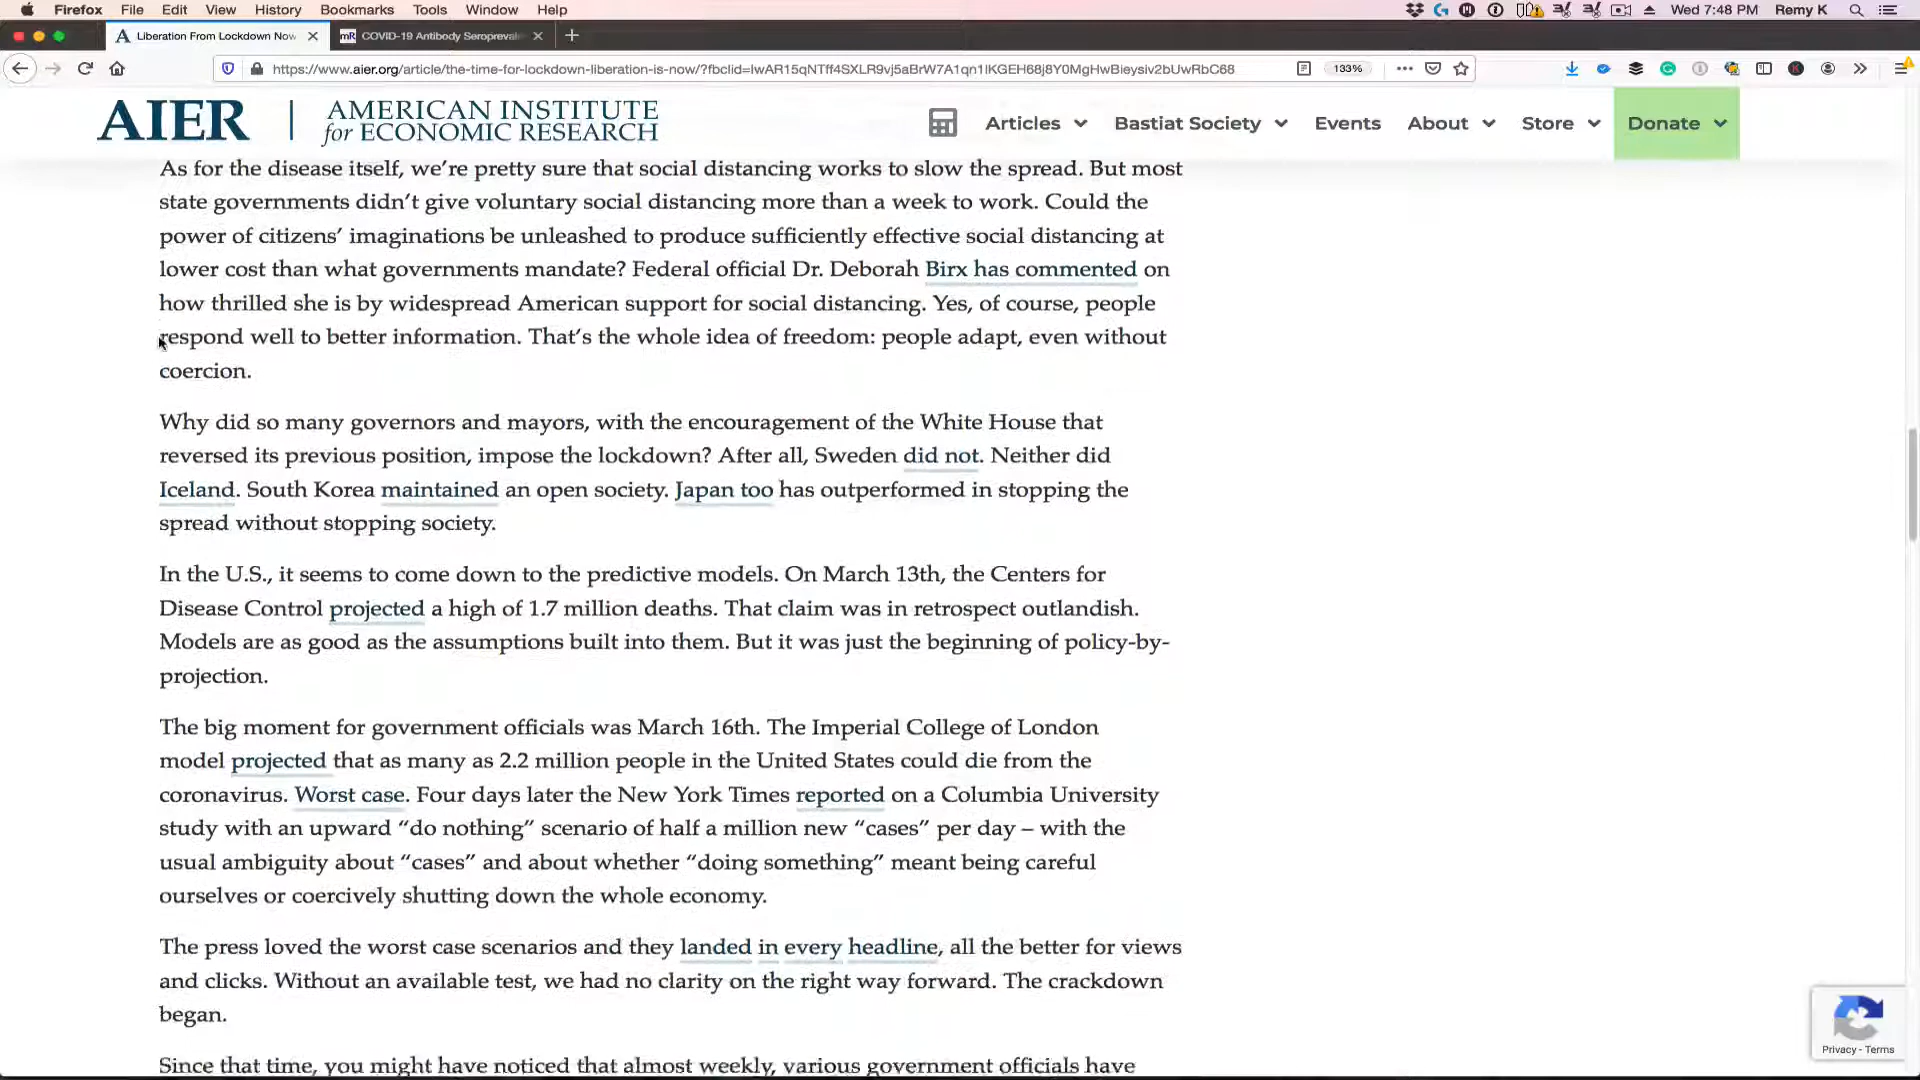 Firefox File Edit View History Bookmarks Tools Window Help Wed 7:48 PM Remy K
Liberation From Lockdown Now
mR COVID-19 Antibody Seropreval
https://www.aier.org/article/the-time-for-lockdown-liberation-is-now/?fbclid=IwAR15qNTff4SXLR9vj5aBrW7A1qn1IKGEH68j8Y0MgHwBieysiv2bUwRbC68 133%
AIER | AMERICAN INSTITUTE
for ECONOMIC RESEARCH
Articles Bastiat Society Events About Store Donate
As for the disease itself, we’re pretty sure that social distancing works to slow the spread. But most
state governments didn’t give voluntary social distancing more than a week to work. Could the
power of citizens’ imaginations be unleashed to produce sufficiently effective social distancing at
lower cost than what governments mandate? Federal official Dr. Deborah Birx has commented on
how thrilled she is by widespread American support for social distancing. Yes, of course, people
respond well to better information. That’s the whole idea of freedom: people adapt, even without
coercion.
Why did so many governors and mayors, with the encouragement of the White House that
reversed its previous position, impose the lockdown? After all, Sweden did not. Neither did
Iceland. South Korea maintained an open society. Japan too has outperformed in stopping the
spread without stopping society.
In the U.S., it seems to come down to the predictive models. On March 13th, the Centers for
Disease Control projected a high of 1.7 million deaths. That claim was in retrospect outlandish.
Models are as good as the assumptions built into them. But it was just the beginning of policy-by-
projection.
The big moment for government officials was March 16th. The Imperial College of London
model projected that as many as 2.2 million people in the United States could die from the
coronavirus. Worst case. Four days later the New York Times reported on a Columbia University
study with an upward “do nothing” scenario of half a million new “cases” per day – with the
usual ambiguity about “cases” and about whether “doing something” meant being careful
ourselves or coercively shutting down the whole economy.
The press loved the worst case scenarios and they landed in every headline, all the better for views
and clicks. Without an available test, we had no clarity on the right way forward. The crackdown
began.
Since that time, you might have noticed that almost weekly, various government officials have
Privacy - Terms